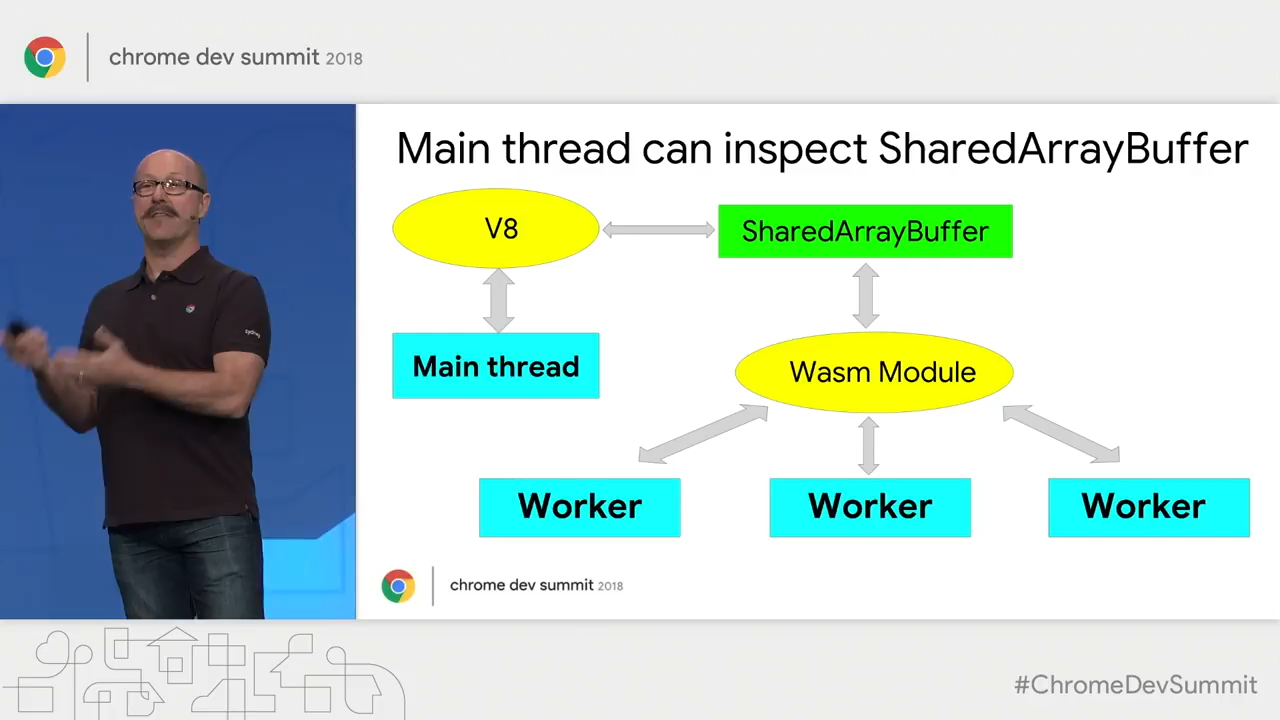 chrome dev summit 2018
Main thread can inspect SharedArrayBuffer
V8
SharedArrayBuffer
Main thread
Wasm Module
Worker
Worker
Worker
chrome dev summit 2018
sydney
#ChromeDevSummit